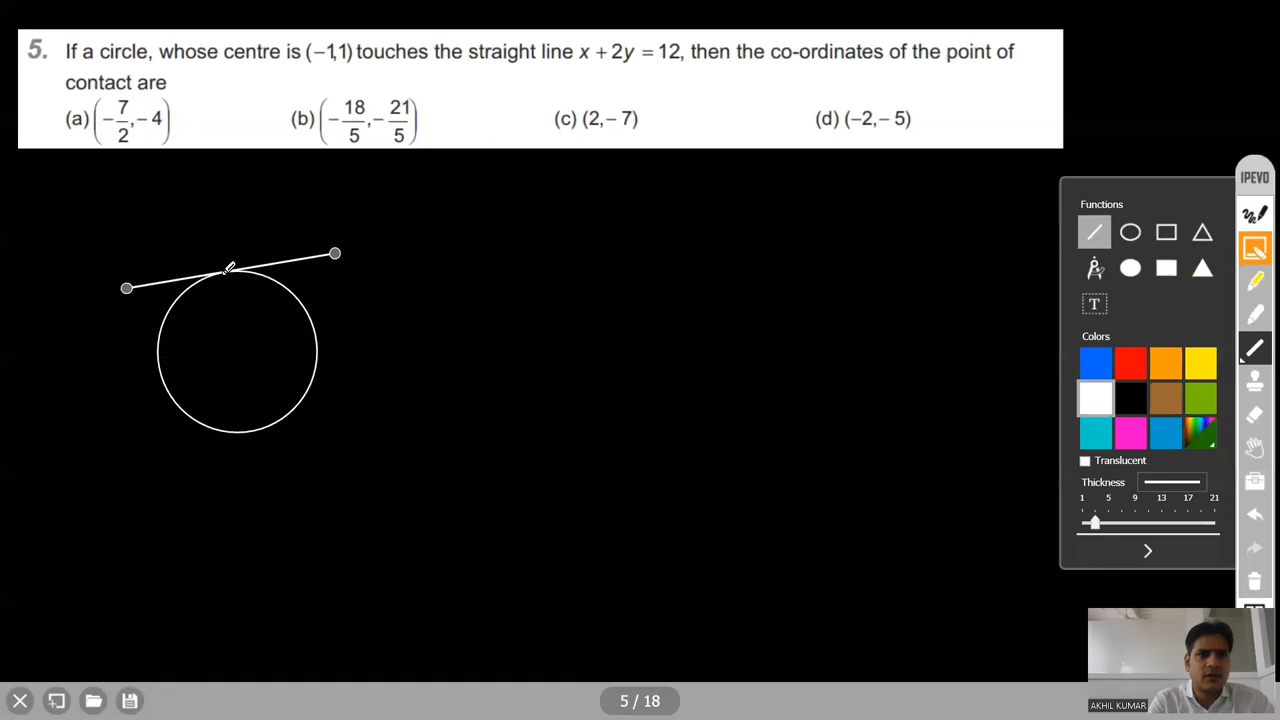 5. If a circle, whose centre is (−1,1) touches the straight line x + 2y = 12, then the co-ordinates of the point of
contact are
(a) (−7/2, −4) (b) (−18/5, −21/5) (c) (2, −7) (d) (−2, −5)
IPEVO
Functions
T
Colors
Translucent
Thickness
1 5 9 13 17 21
AKHIL KUMAR
5 / 18